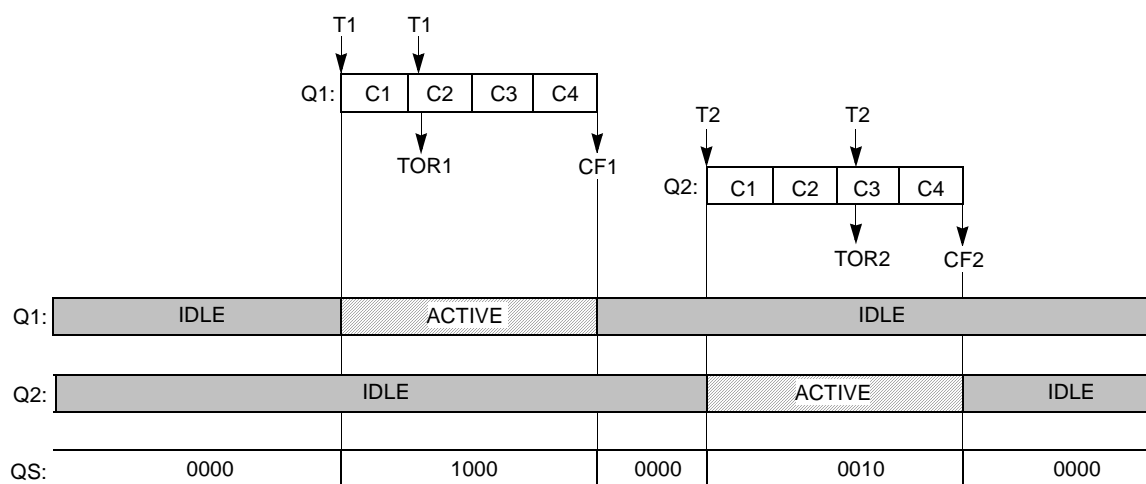 T1 T1
Q1: C1 C2 C3 C4
TOR1 CF1
T2 T2
Q2: C1 C2 C3 C4
TOR2 CF2
Q1: IDLE ACTIVE IDLE
Q2: IDLE ACTIVE IDLE
QS: 0000 1000 0000 0010 0000